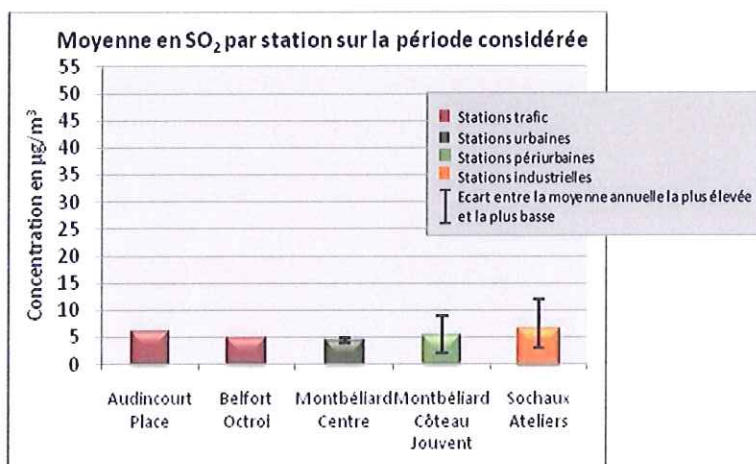 Moyenne en SO2 par station sur la période considérée
Concentration en µg/m³
55
50
45
40
35
30
25
20
15
10
5
0
Stations trafic
Stations urbaines
Stations périurbaines
Stations industrielles
Ecart entre la moyenne annuelle la plus élevée
et la plus basse
Audincourt
Place
Belfort
Octroi
Montbéliard
Centre
Montbéliard
Côteau
Jouvent
Sochaux
Ateliers